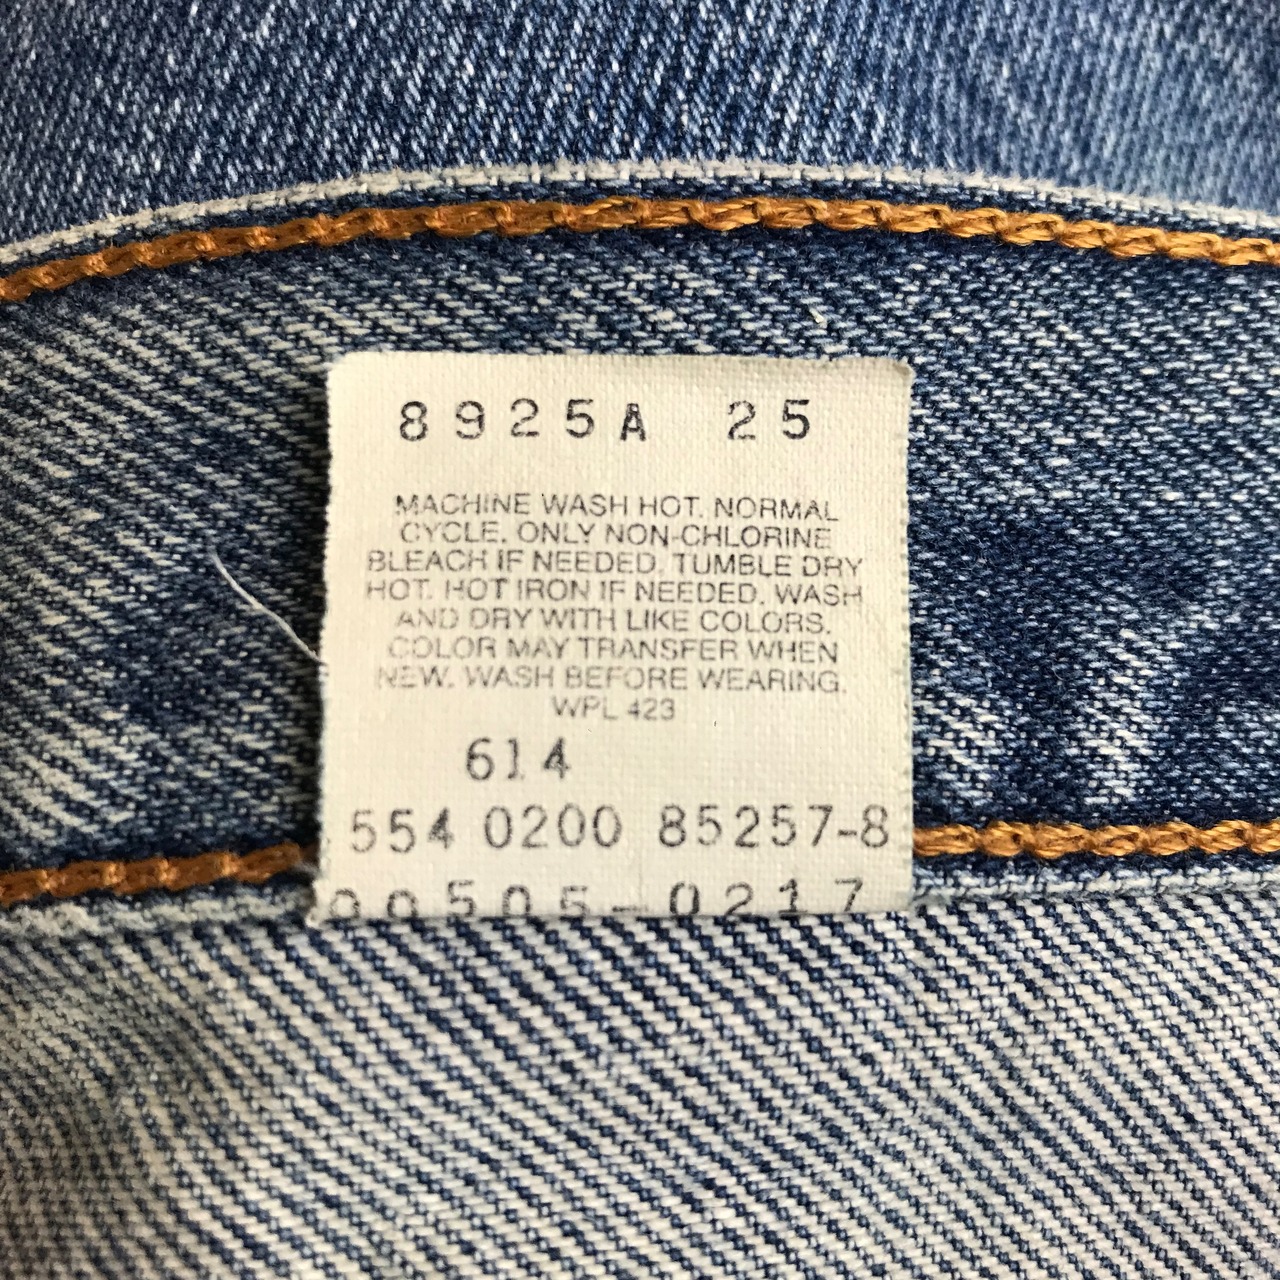 8925A 25
MACHINE WASH HOT. NORMAL
CYCLE. ONLY NON-CHLORINE
BLEACH IF NEEDED. TUMBLE DRY
HOT. HOT IRON IF NEEDED. WASH
AND DRY WITH LIKE COLORS.
COLOR MAY TRANSFER WHEN
NEW. WASH BEFORE WEARING.
WPL 423
614
554 0200 85257-8
00505-0217